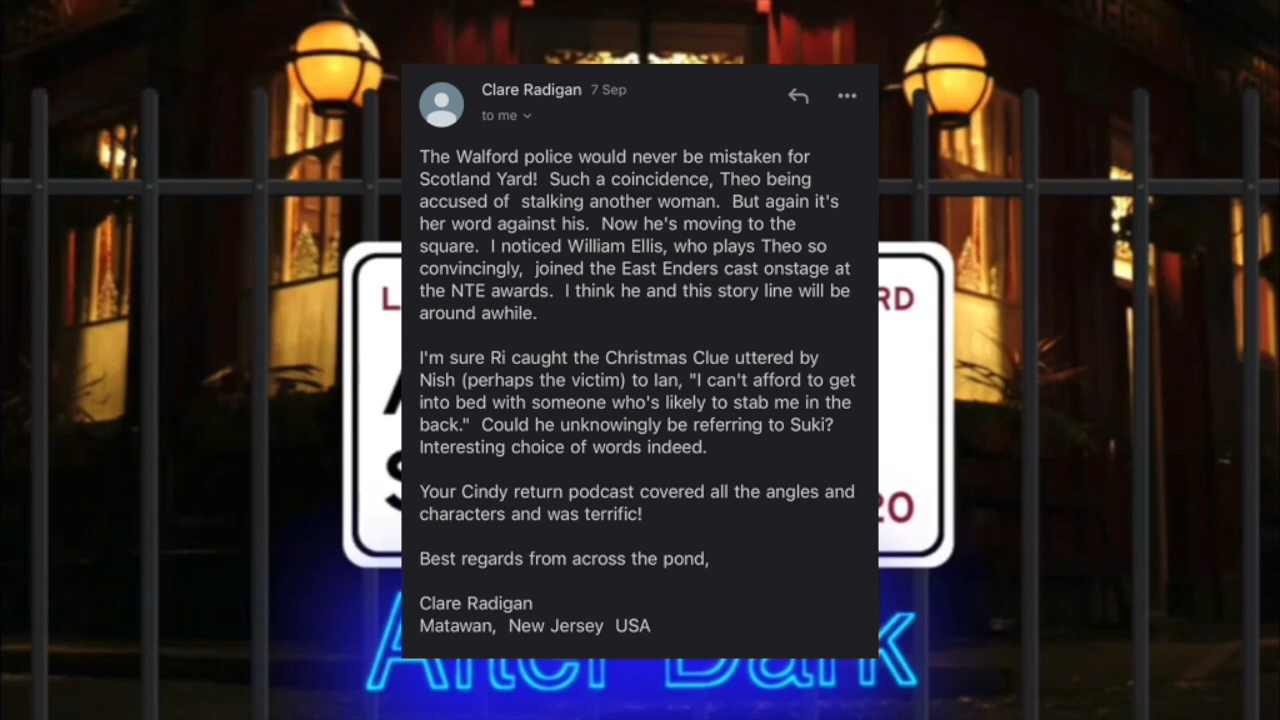 Clare Radigan 7 Sep
to me
The Walford police would never be mistaken for
Scotland Yard!  Such a coincidence, Theo being
accused of  stalking another woman.  But again it's
her word against his.  Now he's moving to the
square.  I noticed William Ellis, who plays Theo so
convincingly,  joined the East Enders cast onstage at
the NTE awards.  I think he and this story line will be
around awhile.
I'm sure Ri caught the Christmas Clue uttered by
Nish (perhaps the victim) to Ian, "I can't afford to get
into bed with someone who's likely to stab me in the
back."  Could he unknowingly be referring to Suki?
Interesting choice of words indeed.
Your Cindy return podcast covered all the angles and
characters and was terrific!
Best regards from across the pond,
Clare Radigan
Matawan,  New Jersey  USA
After Dark